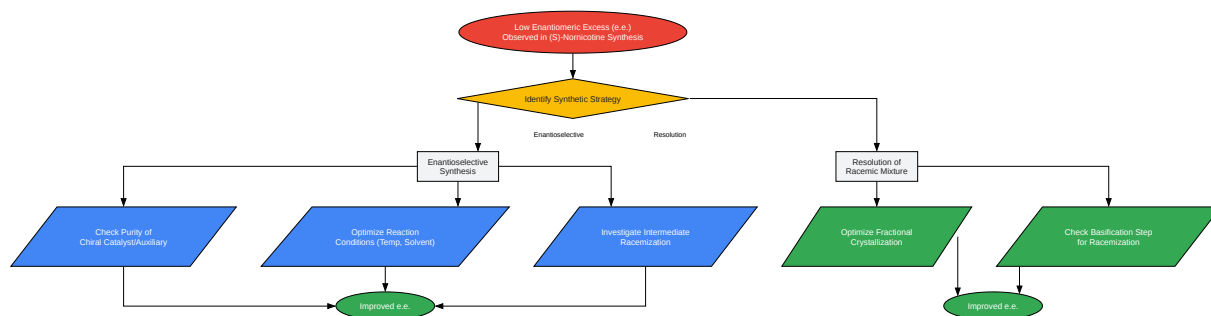 Low Enantiomeric Excess (e.e.)
Observed in (S)-Nornicotine Synthesis
Identify Synthetic Strategy
Enantioselective
Resolution
Enantioselective
Synthesis
Resolution of
Racemic Mixture
Check Purity of
Chiral Catalyst/Auxiliary
Optimize Reaction
Conditions (Temp, Solvent)
Investigate Intermediate
Racemization
Optimize Fractional
Crystallization
Check Basification Step
for Racemization
Improved e.e.
Improved e.e.